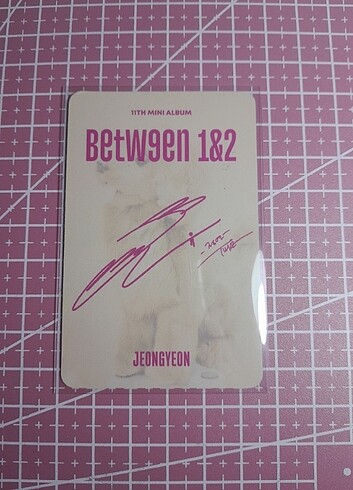 11TH MINI ALBUM
BetW9en 1&2
JEONGYEON